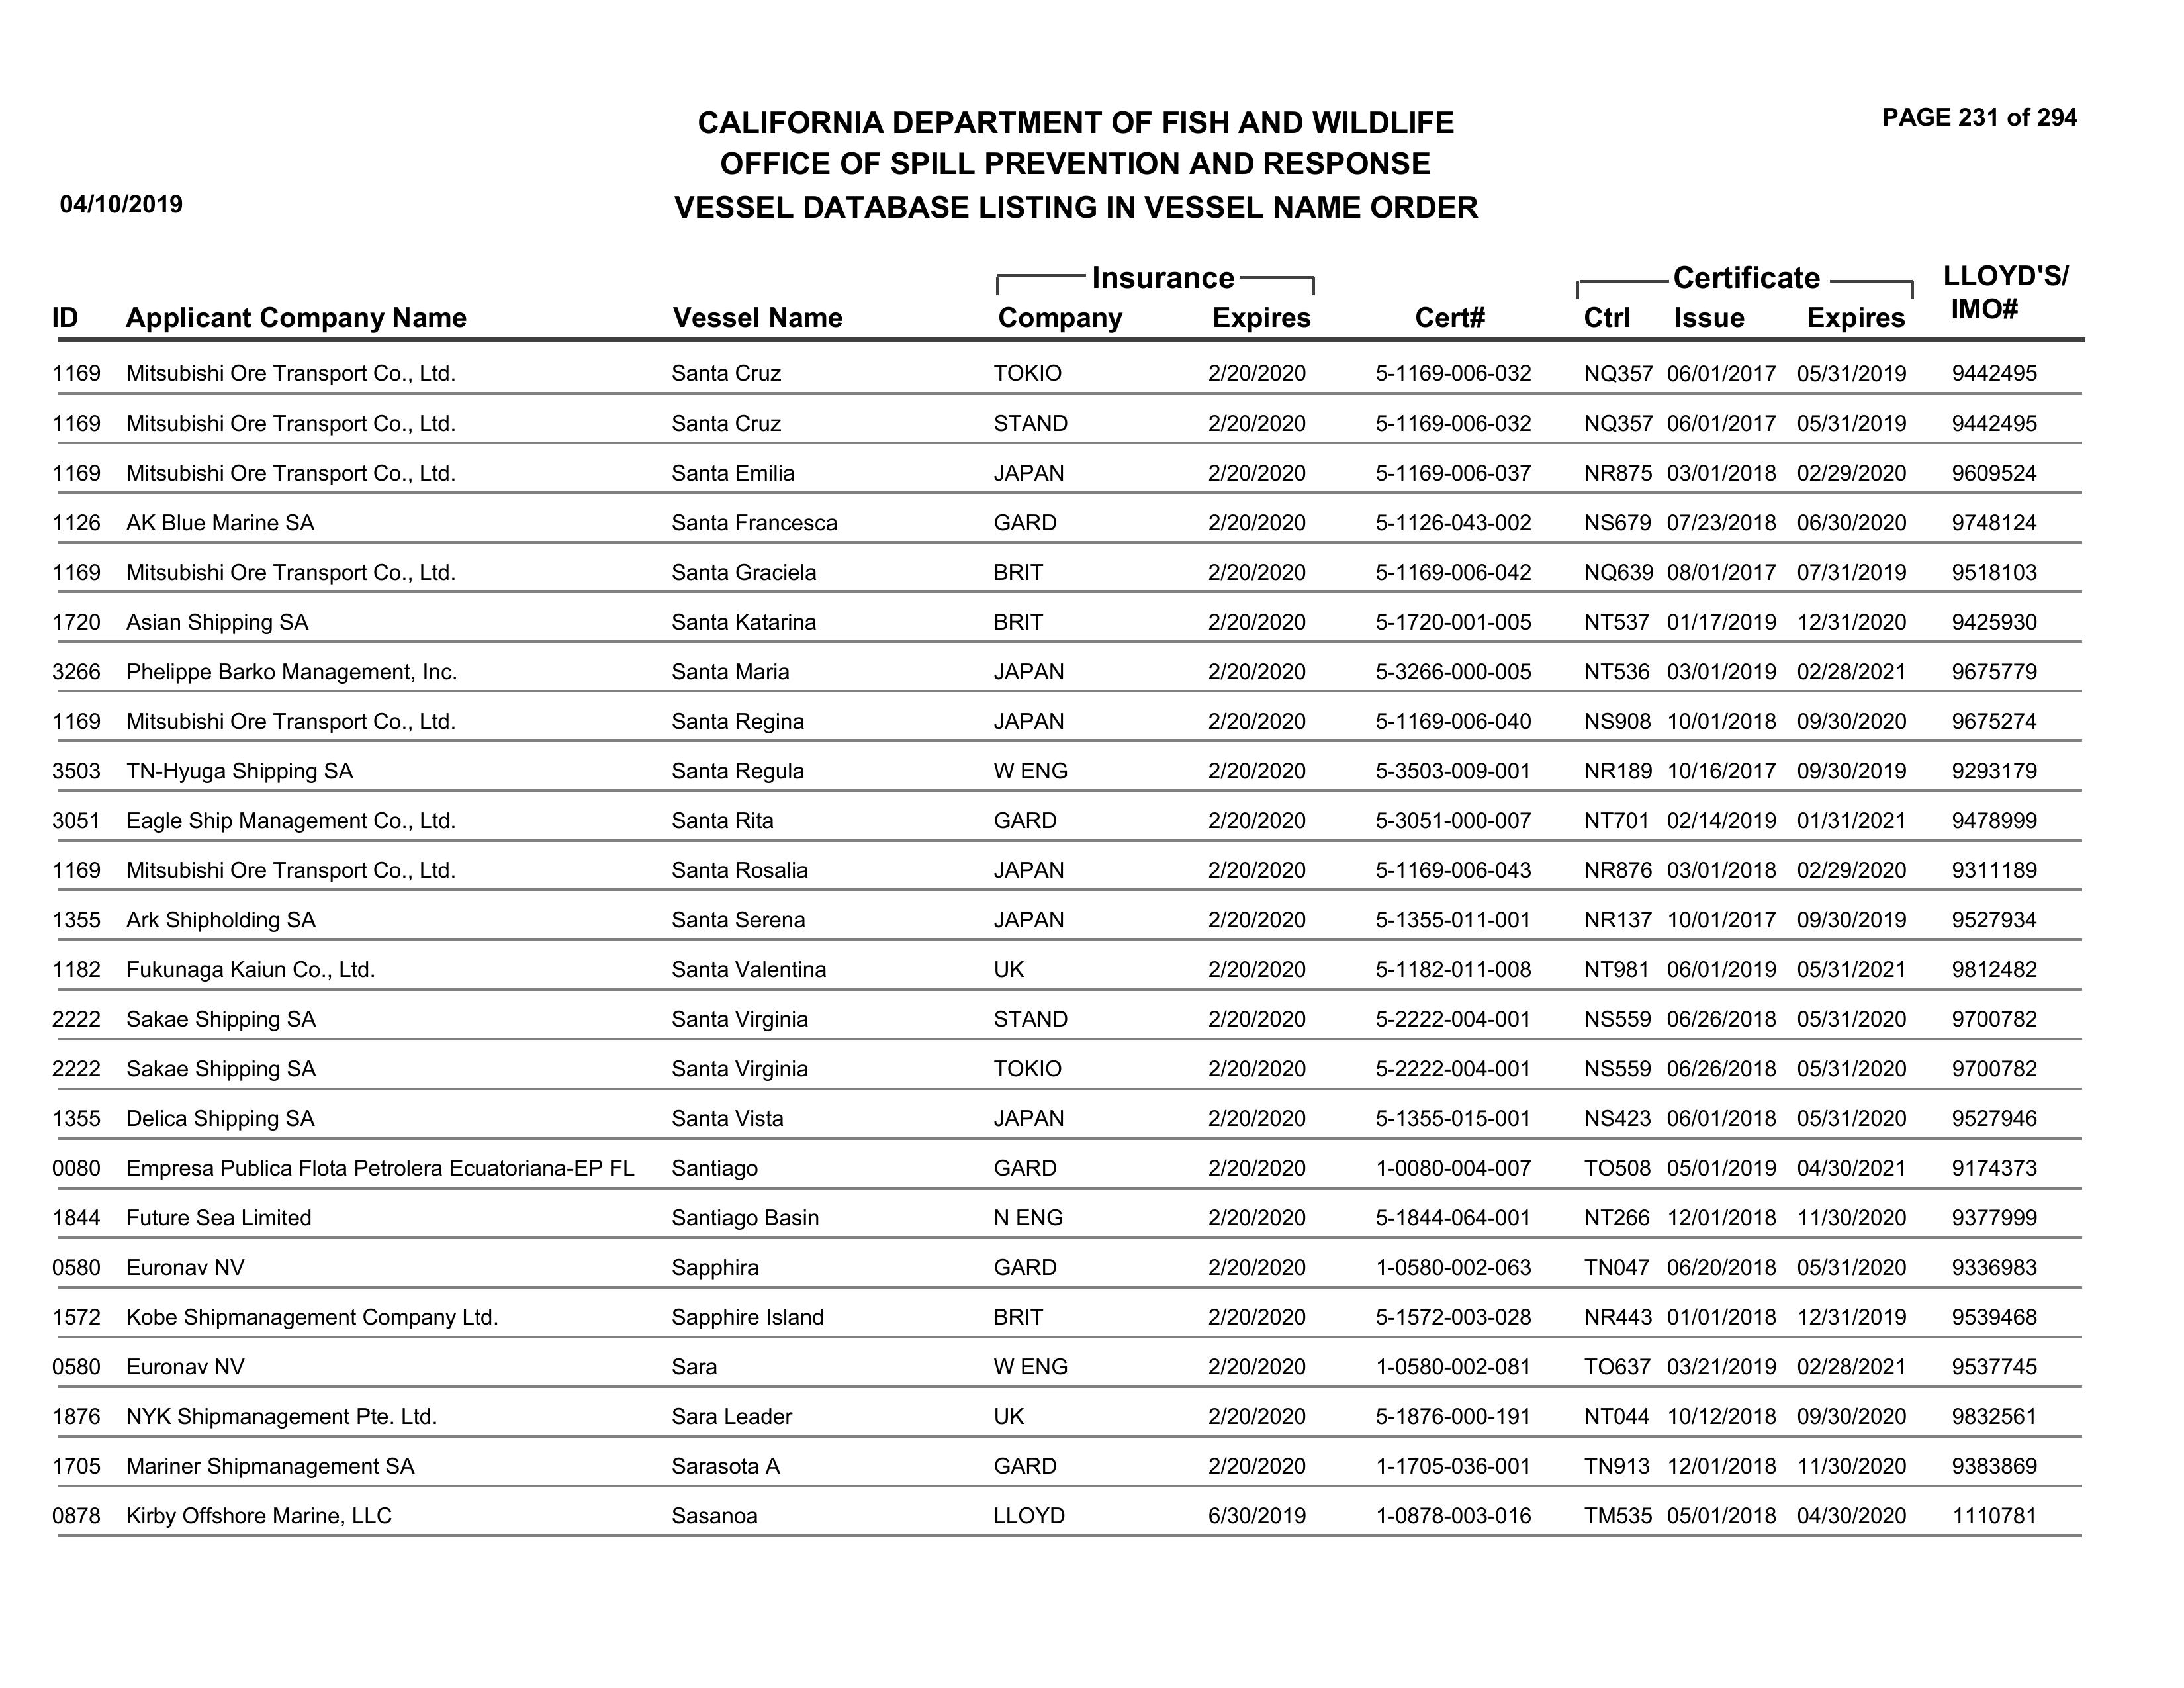 PAGE 231 of 294
CALIFORNIA DEPARTMENT OF FISH AND WILDLIFE
OFFICE OF SPILL PREVENTION AND RESPONSE
04/10/2019 VESSEL DATABASE LISTING IN VESSEL NAME ORDER
Insurance Certificate LLOYD'S/
ID Applicant Company Name Vessel Name Company Expires Cert# Ctrl Issue Expires IMO#
1169 Mitsubishi Ore Transport Co., Ltd. Santa Cruz TOKIO 2/20/2020 5-1169-006-032 NQ357 06/01/2017 05/31/2019 9442495
1169 Mitsubishi Ore Transport Co., Ltd. Santa Cruz STAND 2/20/2020 5-1169-006-032 NQ357 06/01/2017 05/31/2019 9442495
1169 Mitsubishi Ore Transport Co., Ltd. Santa Emilia JAPAN 2/20/2020 5-1169-006-037 NR875 03/01/2018 02/29/2020 9609524
1126 AK Blue Marine SA Santa Francesca GARD 2/20/2020 5-1126-043-002 NS679 07/23/2018 06/30/2020 9748124
1169 Mitsubishi Ore Transport Co., Ltd. Santa Graciela BRIT 2/20/2020 5-1169-006-042 NQ639 08/01/2017 07/31/2019 9518103
1720 Asian Shipping SA Santa Katarina BRIT 2/20/2020 5-1720-001-005 NT537 01/17/2019 12/31/2020 9425930
3266 Phelippe Barko Management, Inc. Santa Maria JAPAN 2/20/2020 5-3266-000-005 NT536 03/01/2019 02/28/2021 9675779
1169 Mitsubishi Ore Transport Co., Ltd. Santa Regina JAPAN 2/20/2020 5-1169-006-040 NS908 10/01/2018 09/30/2020 9675274
3503 TN-Hyuga Shipping SA Santa Regula W ENG 2/20/2020 5-3503-009-001 NR189 10/16/2017 09/30/2019 9293179
3051 Eagle Ship Management Co., Ltd. Santa Rita GARD 2/20/2020 5-3051-000-007 NT701 02/14/2019 01/31/2021 9478999
1169 Mitsubishi Ore Transport Co., Ltd. Santa Rosalia JAPAN 2/20/2020 5-1169-006-043 NR876 03/01/2018 02/29/2020 9311189
1355 Ark Shipholding SA Santa Serena JAPAN 2/20/2020 5-1355-011-001 NR137 10/01/2017 09/30/2019 9527934
1182 Fukunaga Kaiun Co., Ltd. Santa Valentina UK 2/20/2020 5-1182-011-008 NT981 06/01/2019 05/31/2021 9812482
2222 Sakae Shipping SA Santa Virginia STAND 2/20/2020 5-2222-004-001 NS559 06/26/2018 05/31/2020 9700782
2222 Sakae Shipping SA Santa Virginia TOKIO 2/20/2020 5-2222-004-001 NS559 06/26/2018 05/31/2020 9700782
1355 Delica Shipping SA Santa Vista JAPAN 2/20/2020 5-1355-015-001 NS423 06/01/2018 05/31/2020 9527946
0080 Empresa Publica Flota Petrolera Ecuatoriana-EP FL Santiago GARD 2/20/2020 1-0080-004-007 TO508 05/01/2019 04/30/2021 9174373
1844 Future Sea Limited Santiago Basin N ENG 2/20/2020 5-1844-064-001 NT266 12/01/2018 11/30/2020 9377999
0580 Euronav NV Sapphira GARD 2/20/2020 1-0580-002-063 TN047 06/20/2018 05/31/2020 9336983
1572 Kobe Shipmanagement Company Ltd. Sapphire Island BRIT 2/20/2020 5-1572-003-028 NR443 01/01/2018 12/31/2019 9539468
0580 Euronav NV Sara W ENG 2/20/2020 1-0580-002-081 TO637 03/21/2019 02/28/2021 9537745
1876 NYK Shipmanagement Pte. Ltd. Sara Leader UK 2/20/2020 5-1876-000-191 NT044 10/12/2018 09/30/2020 9832561
1705 Mariner Shipmanagement SA Sarasota A GARD 2/20/2020 1-1705-036-001 TN913 12/01/2018 11/30/2020 9383869
0878 Kirby Offshore Marine, LLC Sasanoa LLOYD 6/30/2019 1-0878-003-016 TM535 05/01/2018 04/30/2020 1110781